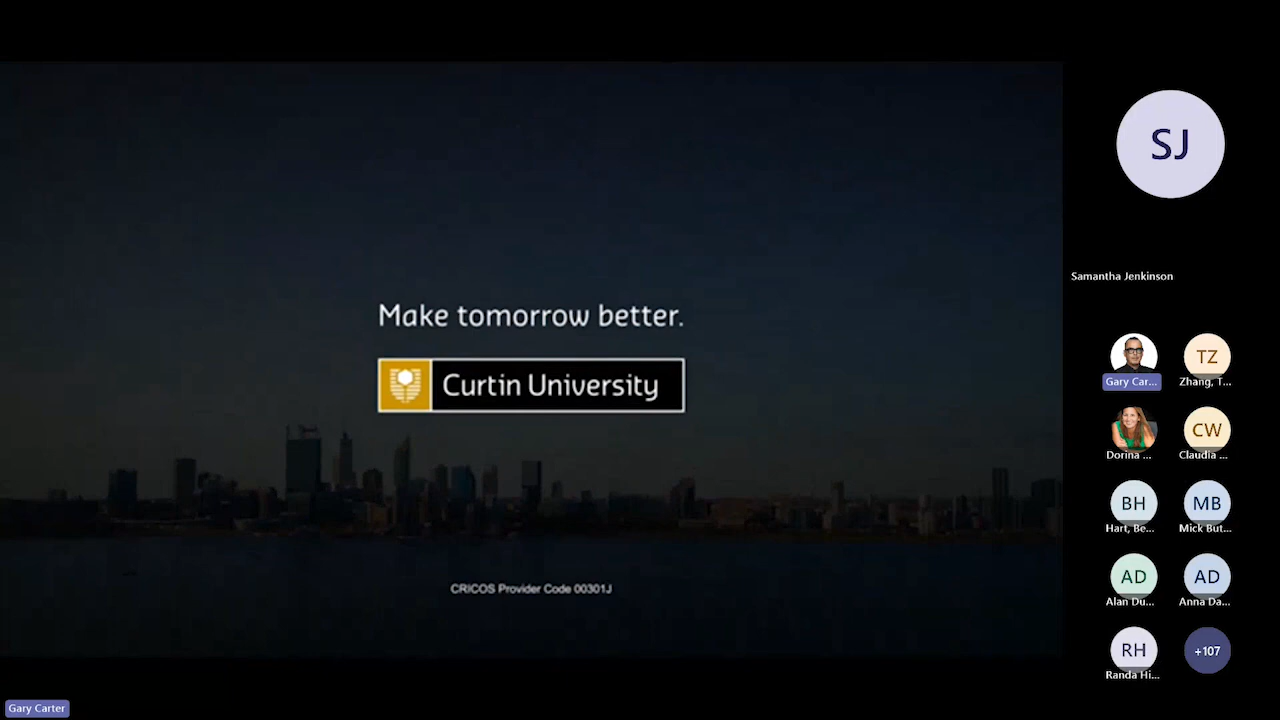 Make tomorrow better.
Curtin University
CRICOS Provider Code 00301J
Gary Carter
SJ
Samantha Jenkinson
Gary Car...
TZ
Zhang, T...
Dorina ...
CW
Claudia ...
BH
Hart, Be...
MB
Mick But...
AD
Alan Du...
AD
Anna Da...
RH
Randa Hi...
+107